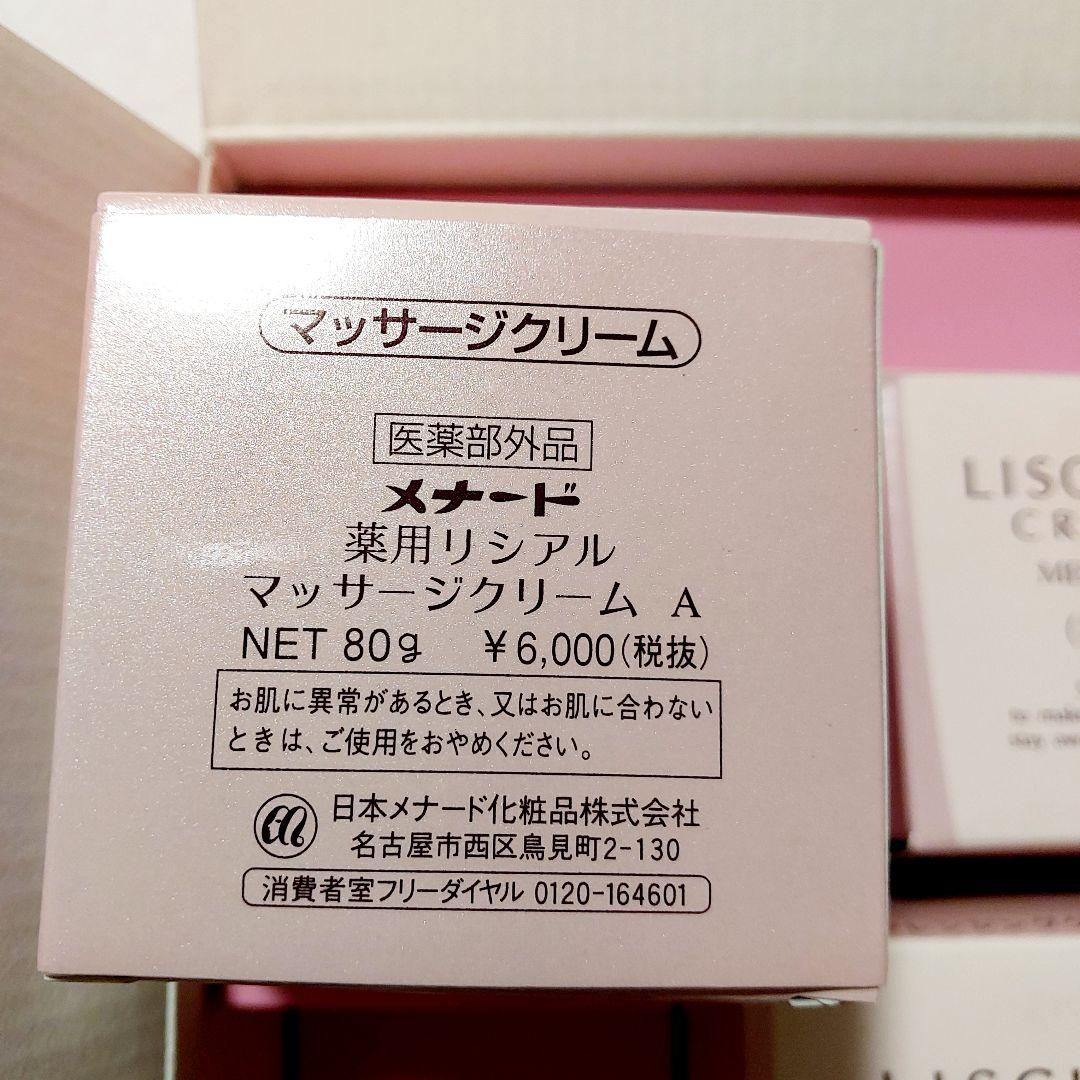 マッサージクリーム
医薬部外品
メナード
薬用リシアル
マッサージクリーム A
NET 80g ¥6,000(税抜)
お肌に異常があるとき、又はお肌に合わない
ときは、ご使用をおやめください。
日本メナード化粧品株式会社
名古屋市西区鳥見町2-130
消費者室フリーダイヤル 0120-164601